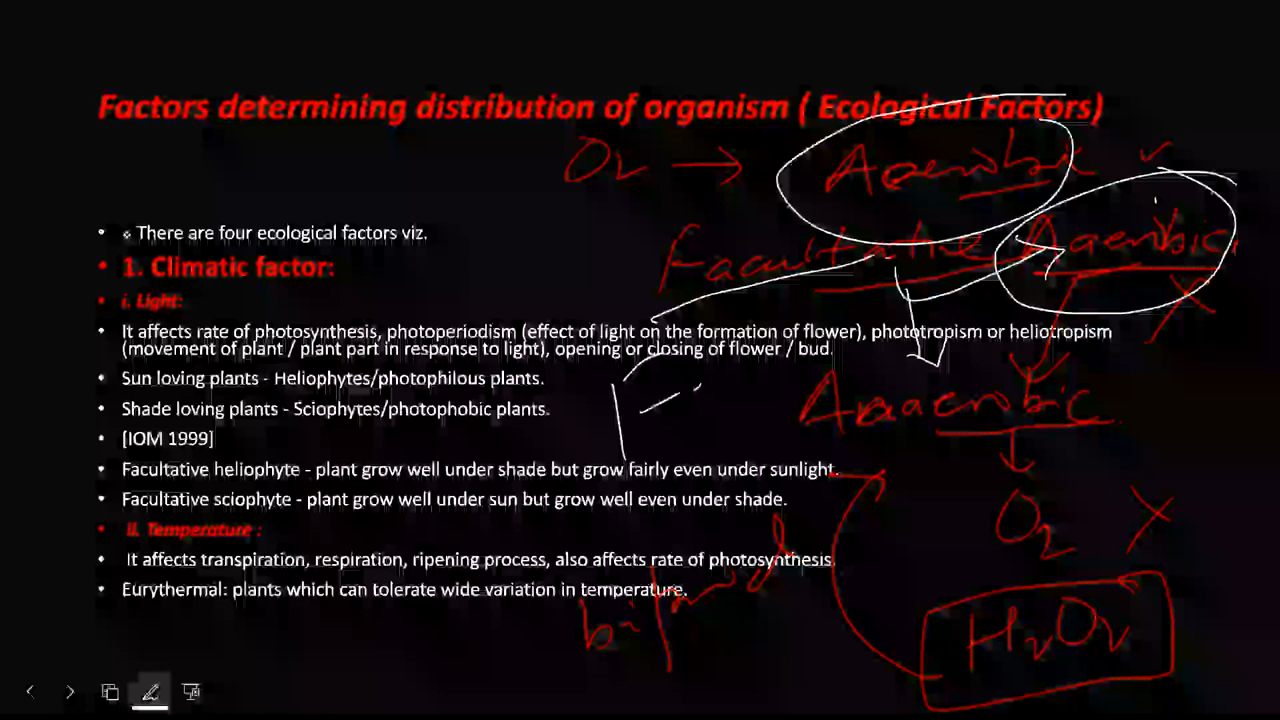 Factors determining distribution of organism ( Ecological Factors)
O2 → Aerobic
• There are four ecological factors viz.
Facultative Aaerobic
• 1. Climatic factor:
• i. Light:
• It affects rate of photosynthesis, photoperiodism (effect of light on the formation of flower), phototropism or heliotropism
(movement of plant / plant part in response to light), opening or closing of flower / bud.
• Sun loving plants - Heliophytes/photophilous plants.
Anaerobic
• Shade loving plants - Sciophytes/photophobic plants.
• [IOM 1999]
• Facultative heliophyte - plant grow well under shade but grow fairly even under sunlight.
• Facultative sciophyte - plant grow well under sun but grow well even under shade.
O2 X
• ii. Temperature :
• It affects transpiration, respiration, ripening process, also affects rate of photosynthesis.
• Eurythermal: plants which can tolerate wide variation in temperature.
H2O2